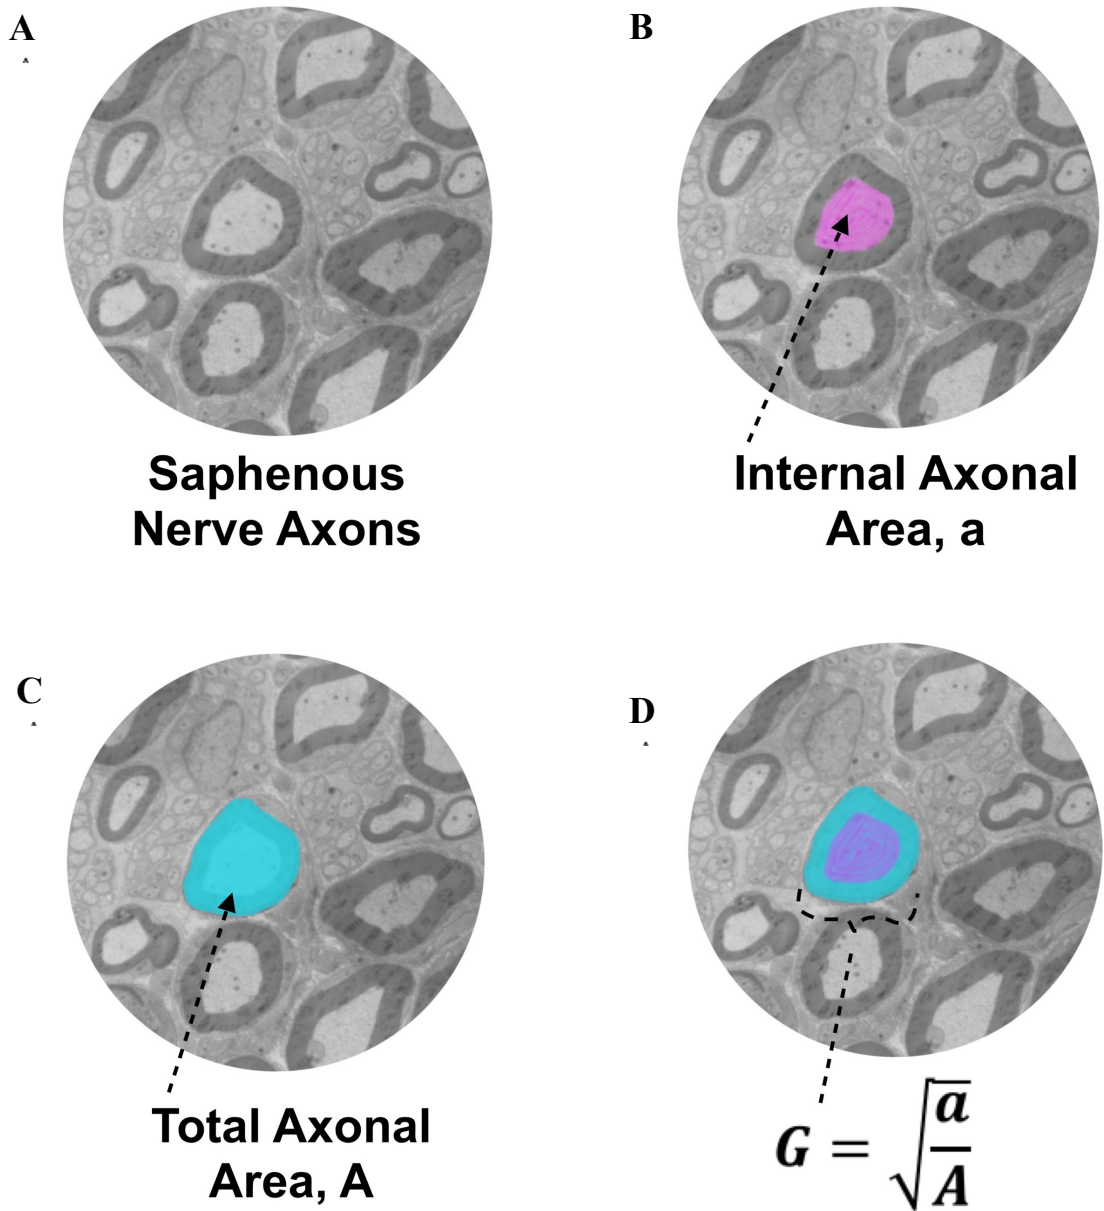 A
B
Saphenous
Nerve Axons
Internal Axonal
Area, a
C
D
Total Axonal
Area, A
G = √a/A